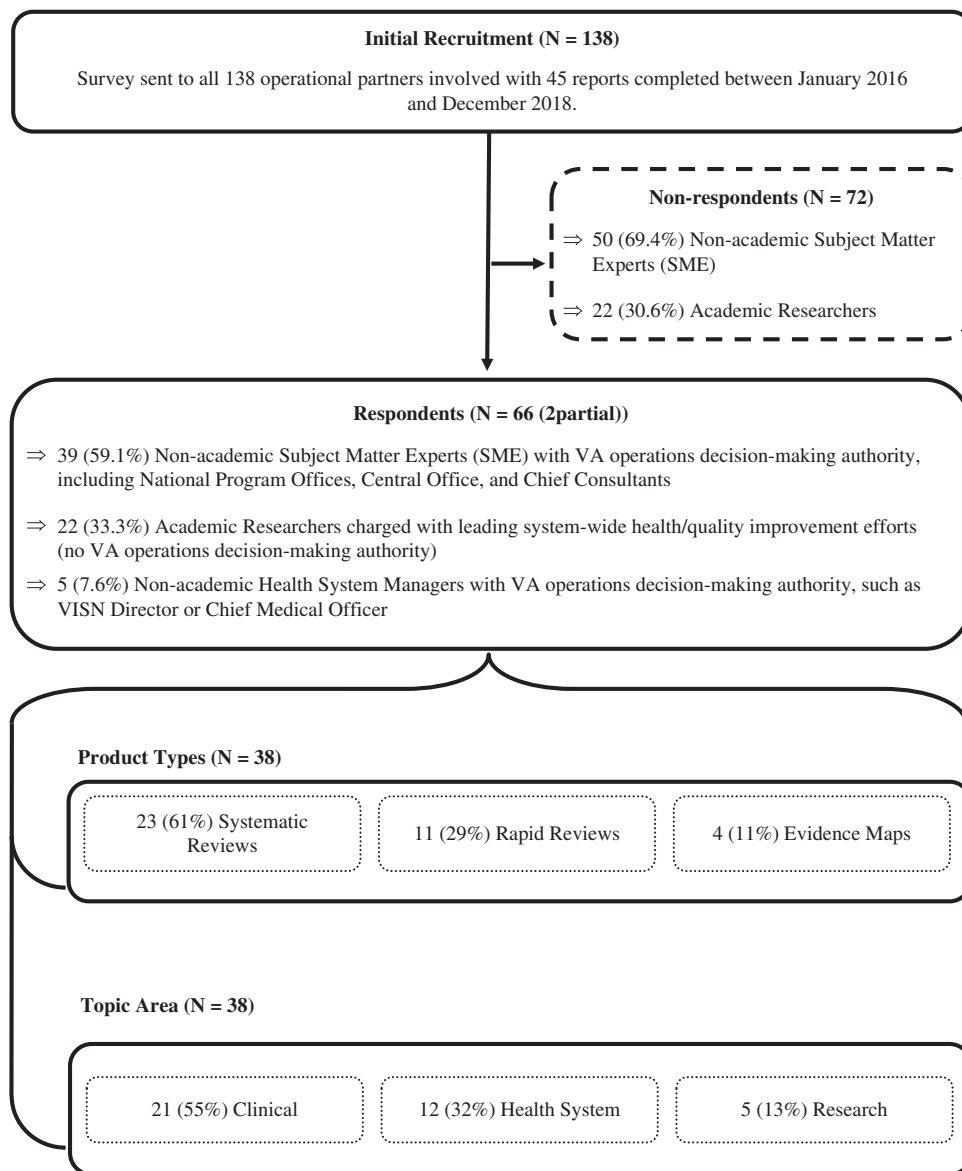 Initial Recruitment (N = 138)
Survey sent to all 138 operational partners involved with 45 reports completed between January 2016
and December 2018.
Non-respondents (N = 72)
⇒ 50 (69.4%) Non-academic Subject Matter
Experts (SME)
⇒ 22 (30.6%) Academic Researchers
Respondents (N = 66 (2partial))
⇒ 39 (59.1%) Non-academic Subject Matter Experts (SME) with VA operations decision-making authority,
including National Program Offices, Central Office, and Chief Consultants
⇒ 22 (33.3%) Academic Researchers charged with leading system-wide health/quality improvement efforts
(no VA operations decision-making authority)
⇒ 5 (7.6%) Non-academic Health System Managers with VA operations decision-making authority, such as
VISN Director or Chief Medical Officer
Product Types (N = 38)
23 (61%) Systematic
Reviews
11 (29%) Rapid Reviews
4 (11%) Evidence Maps
Topic Area (N = 38)
21 (55%) Clinical
12 (32%) Health System
5 (13%) Research